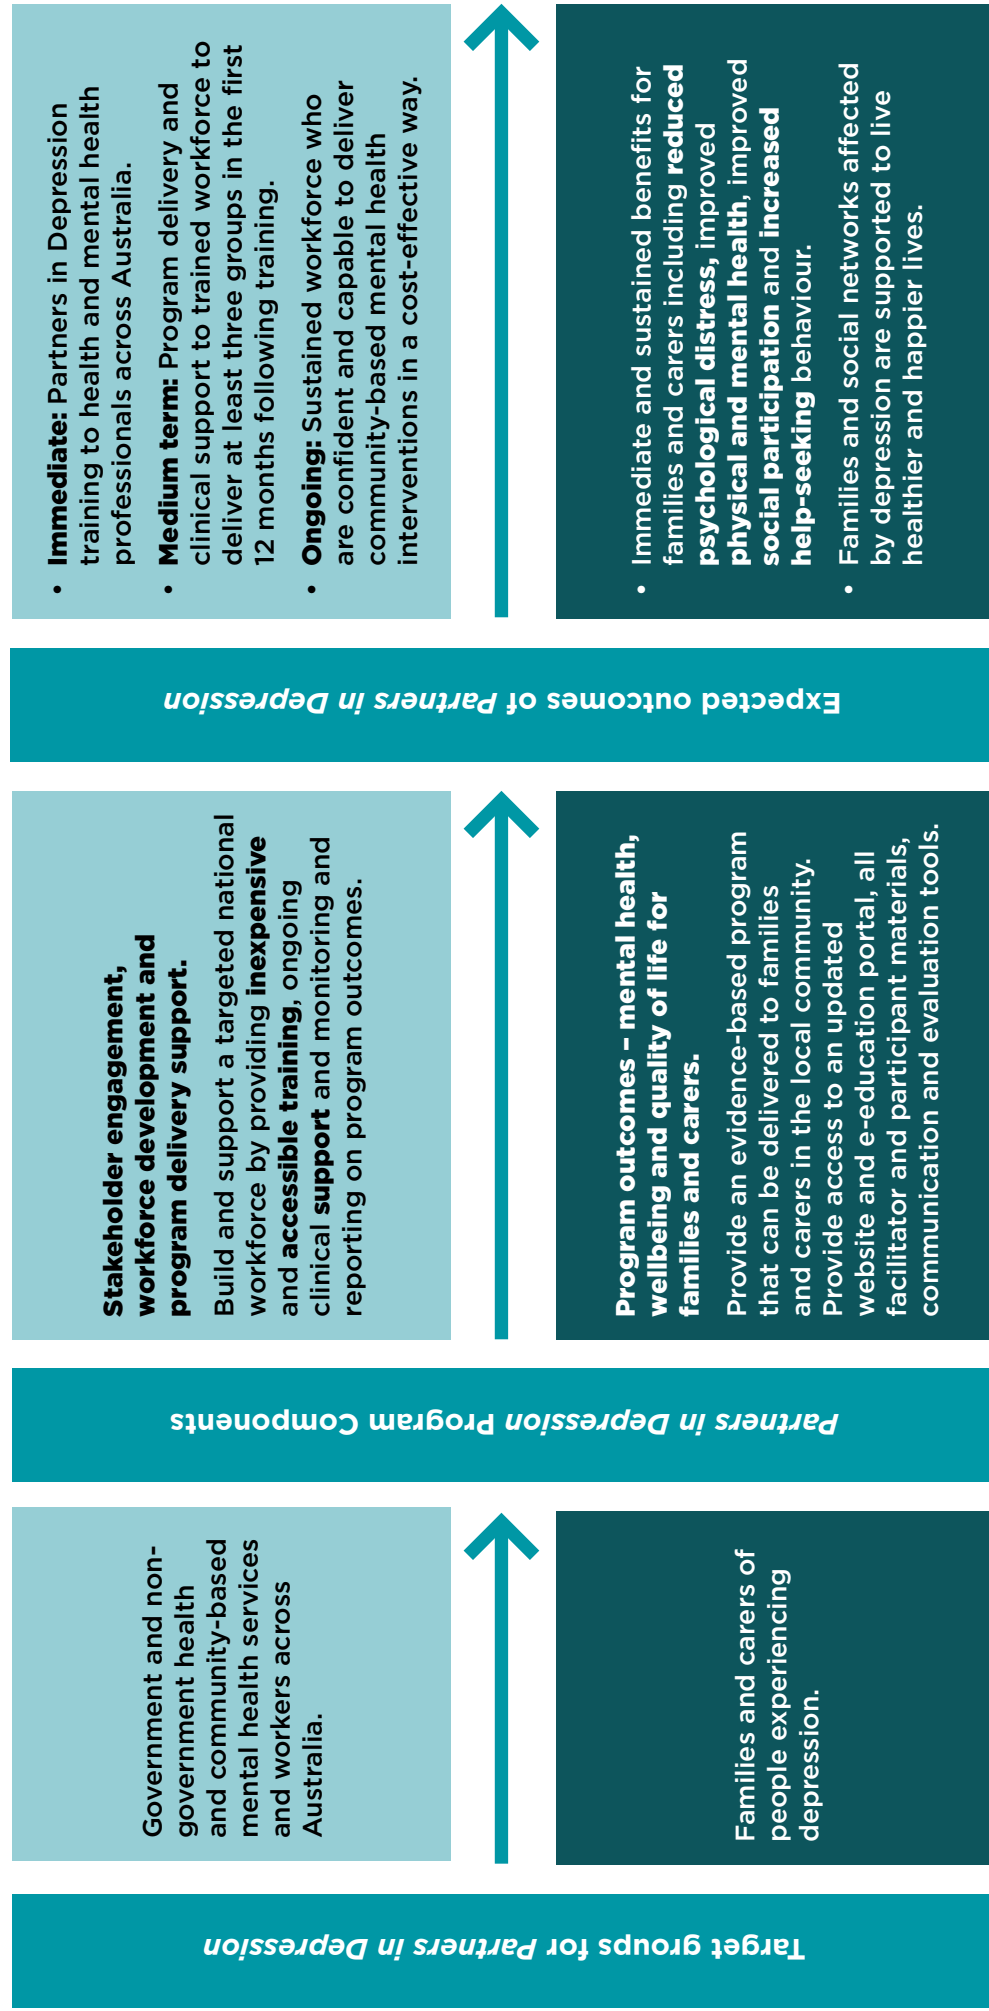 Target groups for Partners in Depression
Government and non-
government health
and community-based
mental health services
and workers across
Australia.
Families and carers of
people experiencing
depression.
Partners in Depression Program Components
Stakeholder engagement,
workforce development and
program delivery support.
Build and support a targeted national
workforce by providing inexpensive
and accessible training, ongoing
clinical support and monitoring and
reporting on program outcomes.
Program outcomes – mental health,
wellbeing and quality of life for
families and carers.
Provide an evidence-based program
that can be delivered to families
and carers in the local community.
Provide access to an updated
website and e-education portal, all
facilitator and participant materials,
communication and evaluation tools.
Expected outcomes of Partners in Depression
• Immediate: Partners in Depression
training to health and mental health
professionals across Australia.
• Medium term: Program delivery and
clinical support to trained workforce to
deliver at least three groups in the first
12 months following training.
• Ongoing: Sustained workforce who
are confident and capable to deliver
community-based mental health
interventions in a cost-effective way.
• Immediate and sustained benefits for
families and carers including reduced
psychological distress, improved
physical and mental health, improved
social participation and increased
help-seeking behaviour.
• Families and social networks affected
by depression are supported to live
healthier and happier lives.